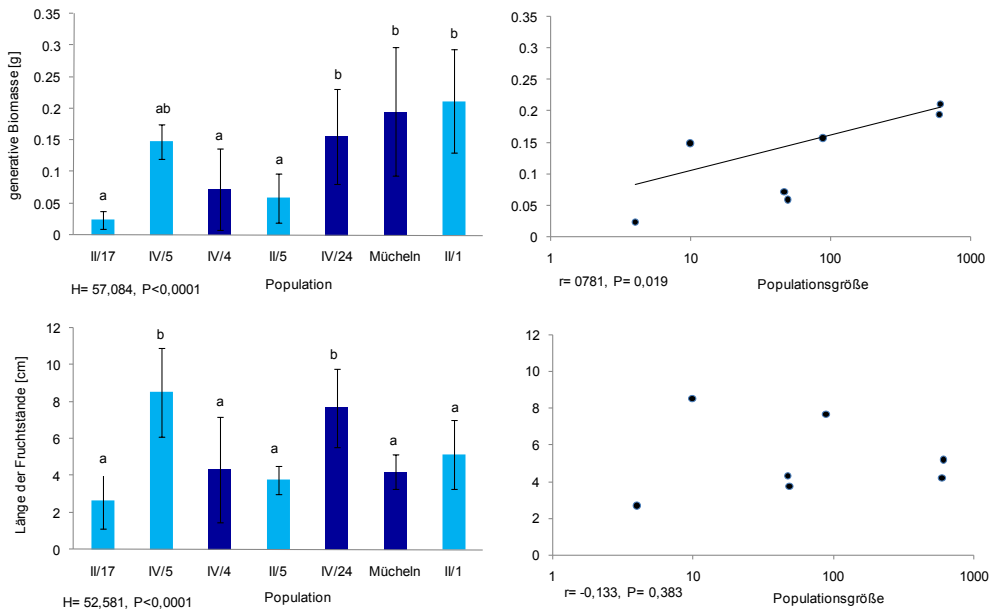 generative Biomasse [g]
0.35
0.3
0.25
0.2
0.15
0.1
0.05
0
a
ab
a
a
b
b
b
II/17 IV/5 IV/4 II/5 IV/24 Mücheln II/1
Population
H= 57,084, P<0,0001
0.35
0.3
0.25
0.2
0.15
0.1
0.05
0
1 10 100 1000
Populationsgröße
r= 0781, P= 0,019
Länge der Fruchtstände [cm]
12
10
8
6
4
2
0
a
b
a
a
b
a
a
II/17 IV/5 IV/4 II/5 IV/24 Mücheln II/1
Population
H= 52,581, P<0,0001
12
10
8
6
4
2
0
1 10 100 1000
Populationsgröße
r= -0,133, P= 0,383